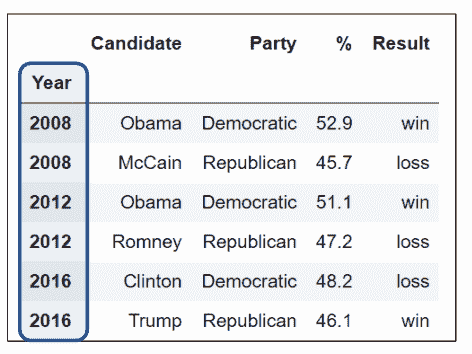 Candidate Party % Result
Year
2008 Obama Democratic 52.9 win
2008 McCain Republican 45.7 loss
2012 Obama Democratic 51.1 win
2012 Romney Republican 47.2 loss
2016 Clinton Democratic 48.2 loss
2016 Trump Republican 46.1 win